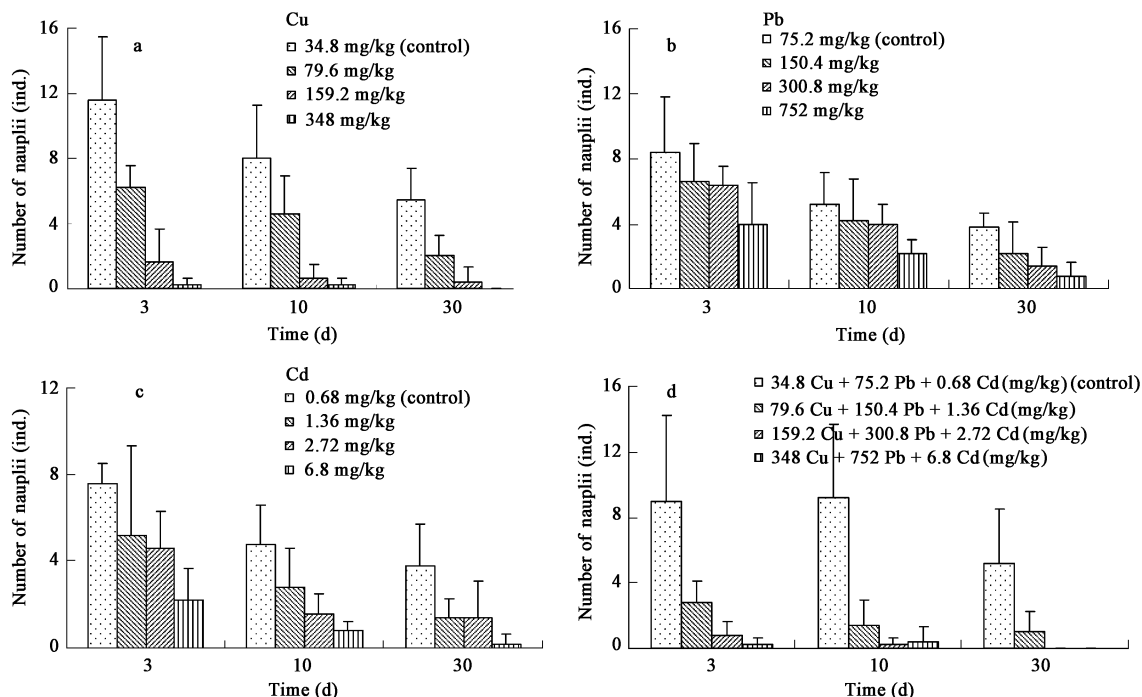 Cu
a
34.8 mg/kg (control)
79.6 mg/kg
159.2 mg/kg
348 mg/kg
16
12
8
4
0
Number of nauplii (ind.)
3 10 30
Time (d)
Pb
b
75.2 mg/kg (control)
150.4 mg/kg
300.8 mg/kg
752 mg/kg
16
12
8
4
0
Number of nauplii (ind.)
3 10 30
Time (d)
Cd
c
0.68 mg/kg (control)
1.36 mg/kg
2.72 mg/kg
6.8 mg/kg
12
8
4
0
Number of nauplii (ind.)
3 10 30
Time (d)
d
34.8 Cu + 75.2 Pb + 0.68 Cd (mg/kg) (control)
79.6 Cu + 150.4 Pb + 1.36 Cd (mg/kg)
159.2 Cu + 300.8 Pb + 2.72 Cd (mg/kg)
348 Cu + 752 Pb + 6.8 Cd (mg/kg)
16
12
8
4
0
Number of nauplii (ind.)
3 10 30
Time (d)